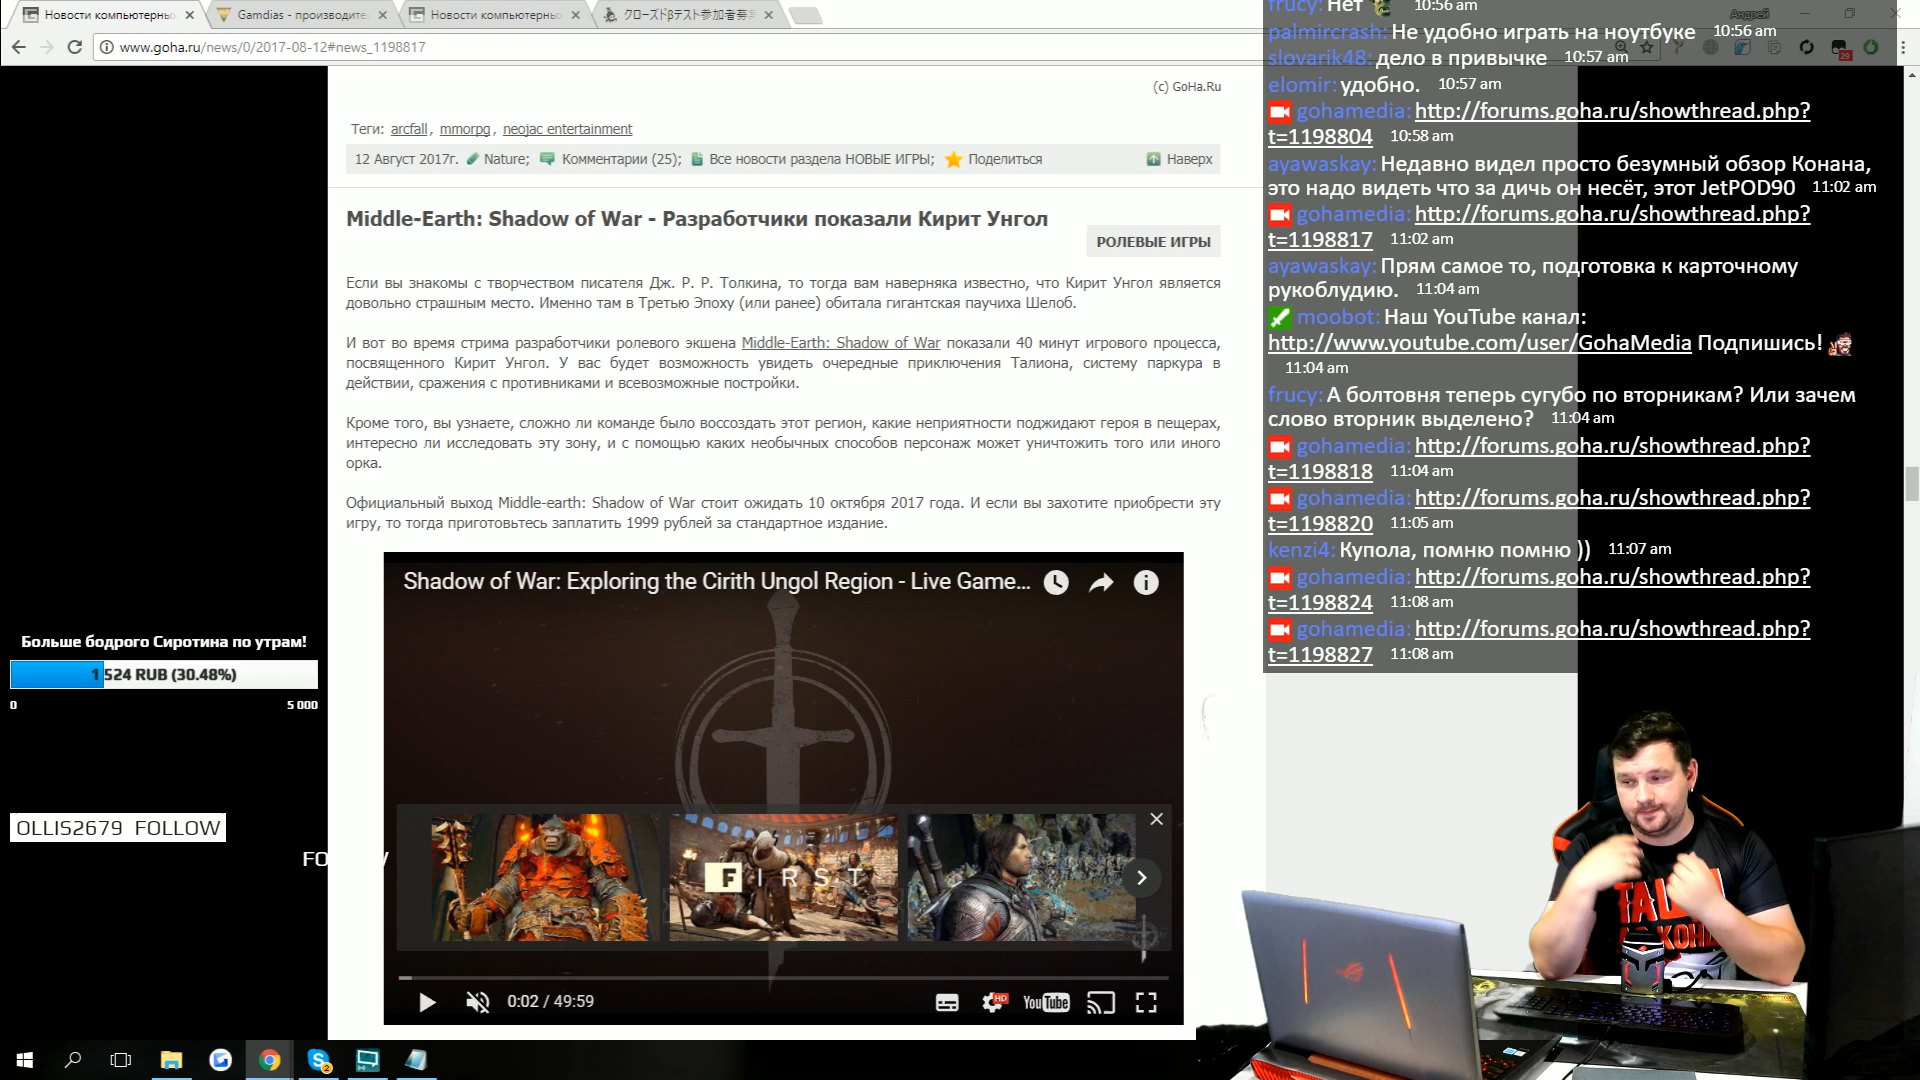 Новости компьютерны
Gamdias - производите
Новости компьютерны
クローズドβテスト参加者募
Андрей
www.goha.ru/news/0/2017-08-12#news_1198817
(c) GoHa.Ru
Теги: arcfall, mmorpg, neojac entertainment
12 Август 2017г. Nature; Комментарии (25); Все новости раздела НОВЫЕ ИГРЫ; Поделиться Наверх
Middle-Earth: Shadow of War - Разработчики показали Кирит Унгол
РОЛЕВЫЕ ИГРЫ
Если вы знакомы с творчеством писателя Дж. Р. Р. Толкина, то тогда вам наверняка известно, что Кирит Унгол является
довольно страшным место. Именно там в Третью Эпоху (или ранее) обитала гигантская паучиха Шелоб.
И вот во время стрима разработчики ролевого экшена Middle-Earth: Shadow of War показали 40 минут игрового процесса,
посвященного Кирит Унгол. У вас будет возможность увидеть очередные приключения Талиона, систему паркура в
действии, сражения с противниками и всевозможные постройки.
Кроме того, вы узнаете, сложно ли команде было воссоздать этот регион, какие неприятности поджидают героя в пещерах,
интересно ли исследовать эту зону, и с помощью каких необычных способов персонаж может уничтожить того или иного
орка.
Официальный выход Middle-earth: Shadow of War стоит ожидать 10 октября 2017 года. И если вы захотите приобрести эту
игру, то тогда приготовьтесь заплатить 1999 рублей за стандартное издание.
Shadow of War: Exploring the Cirith Ungol Region - Live Game...
F I R S T
0:02 / 49:59
HD
YouTube
Больше бодрого Сиротина по утрам!
1 524 RUB (30.48%)
0 5 000
OLLIS2679 FOLLOW
frucy: Нет 10:56 am
palmircrash: Не удобно играть на ноутбуке 10:56 am
slovarik48: дело в привычке 10:57 am
elomir: удобно. 10:57 am
gohamedia: http://forums.goha.ru/showthread.php?
t=1198804 10:58 am
ayawaskay: Недавно видел просто безумный обзор Конана,
это надо видеть что за дичь он несёт, этот JetPOD90 11:02 am
gohamedia: http://forums.goha.ru/showthread.php?
t=1198817 11:02 am
ayawaskay: Прям самое то, подготовка к карточному
рукоблудию. 11:04 am
moobot: Наш YouTube канал:
http://www.youtube.com/user/GohaMedia Подпишись!
11:04 am
frucy: А болтовня теперь сугубо по вторникам? Или зачем
слово вторник выделено? 11:04 am
gohamedia: http://forums.goha.ru/showthread.php?
t=1198818 11:04 am
gohamedia: http://forums.goha.ru/showthread.php?
t=1198820 11:05 am
kenzi4: Купола, помню помню )) 11:07 am
gohamedia: http://forums.goha.ru/showthread.php?
t=1198824 11:08 am
gohamedia: http://forums.goha.ru/showthread.php?
t=1198827 11:08 am